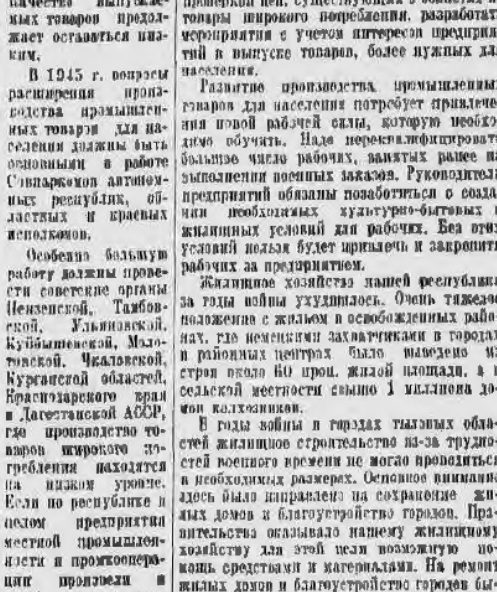 качество выпускае-
мых товаров продол-
жает оставаться низ-
ким.
В 1945 г. вопросы
расширения произ-
водства промышлен-
ных товаров для на-
селения должны быть
основными в работе
Совнаркомов автоном-
ных республик, об-
ластных и краевых
исполкомов.
Особенно большую
работу должны прове-
сти советские органы
Пензенской, Тамбов-
ской, Ульяновской,
Куйбышевской, Моло-
товской, Чкаловской,
Курганской областей,
Краснодарского края
и Дагестанской АССР,
где производство то-
варов широкого по-
требления находится
на низком уровне.
Если по республике в
целом предприятия
местной промышлен-
ности и промкоопера-
ции произвели в
товары широкого потребления, разработат
мероприятия с учетом интересов предприя
тий в выпуске товаров, более нужных дл
населения.
Развитие производства промышленны
товаров для населения потребует привлече
ния новой рабочей силы, которую необхо
димо обучить. Надо переквалифицироват
большое число рабочих, занятых ранее н
выполнении военных заказов. Руководител
предприятий обязаны позаботиться о созда
нии необходимых культурно-бытовых и
жилищных условий для рабочих. Без эти
условий нельзя будет привлечь и закрепит
рабочих за предприятием.
Жилищное хозяйство нашей республики
за годы войны ухудшилось. Очень тяжело
положение с жильем в освобожденных райо
нах, где немецкими захватчиками в городах
и районных центрах было выведено из
строя около 60 проц. жилой площади, а в
сельской местности свыше 1 миллиона до
мов колхозников.
В годы войны в городах тыловых обла-
стей жилищное строительство из-за трудно-
стей военного времени не могло проводиться
в необходимых размерах. Основное внимание
здесь было направлено на сохранение жи-
лых домов и благоустройство городов. Пра-
вительство оказывало нашему жилищному
хозяйству для этой цели возможную по-
мощь средствами и материалами. На ремонт
жилых домов и благоустройство городов бы-